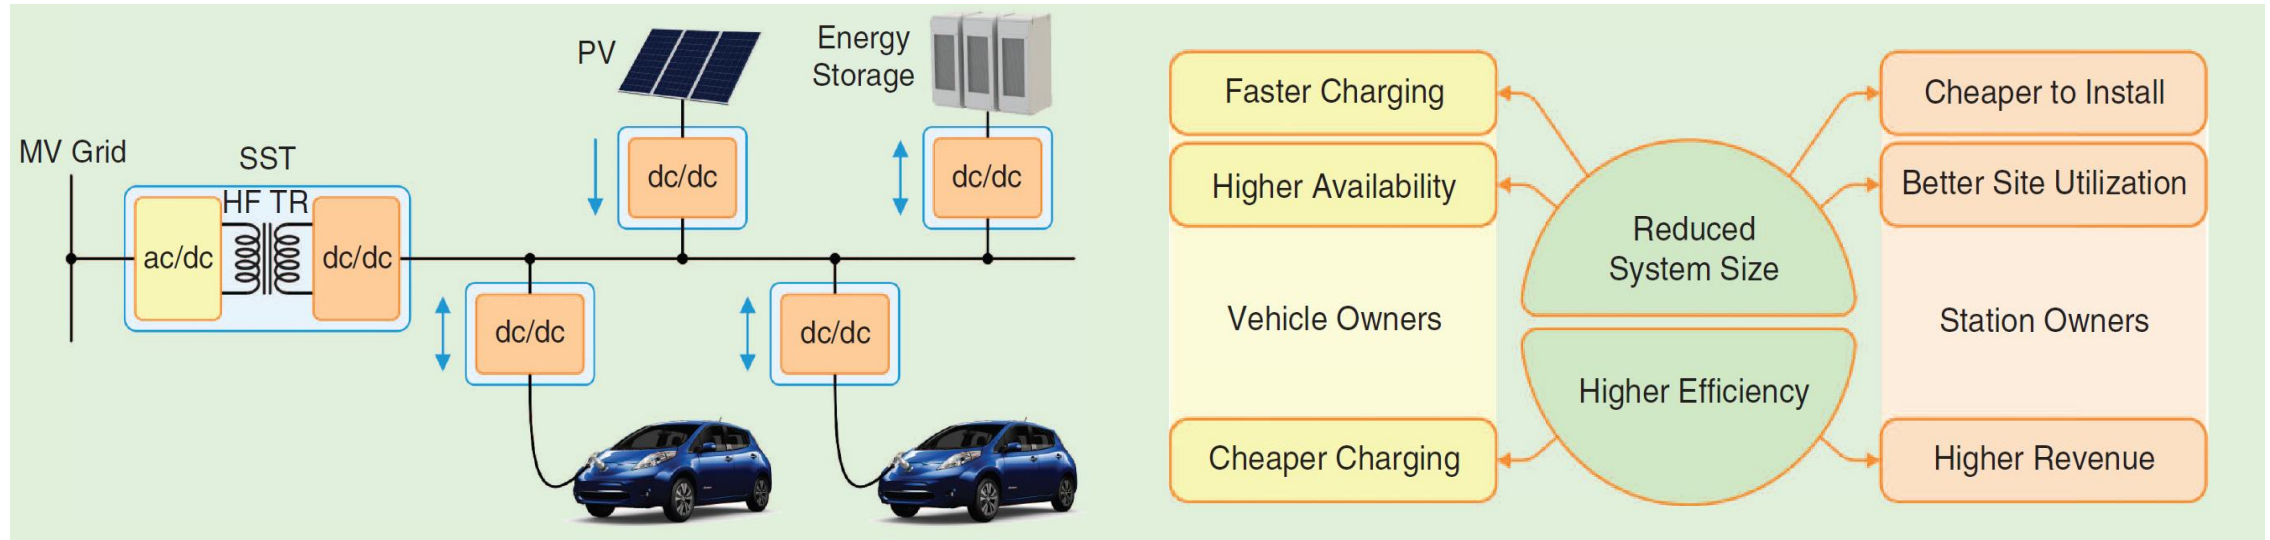 MV Grid
SST
HF TR
ac/dc
dc/dc
PV
dc/dc
Energy
Storage
dc/dc
dc/dc
dc/dc
Faster Charging
Higher Availability
Vehicle Owners
Cheaper Charging
Reduced
System Size
Higher Efficiency
Cheaper to Install
Better Site Utilization
Station Owners
Higher Revenue